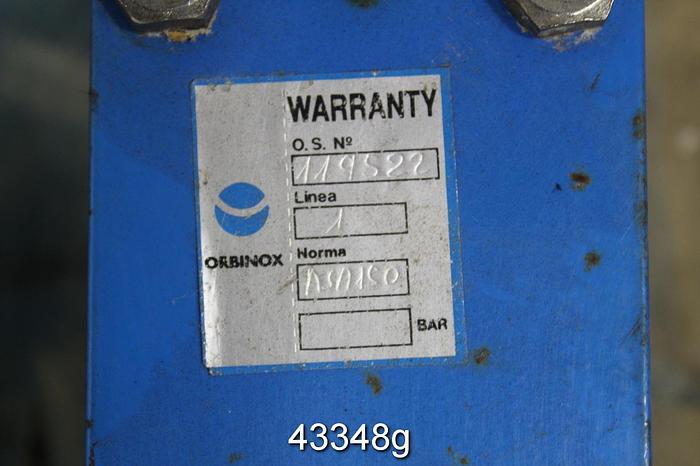 WARRANTY
O.S. Nº
119522
Linea
1
ORBINOX
Norma
BAR
43348g